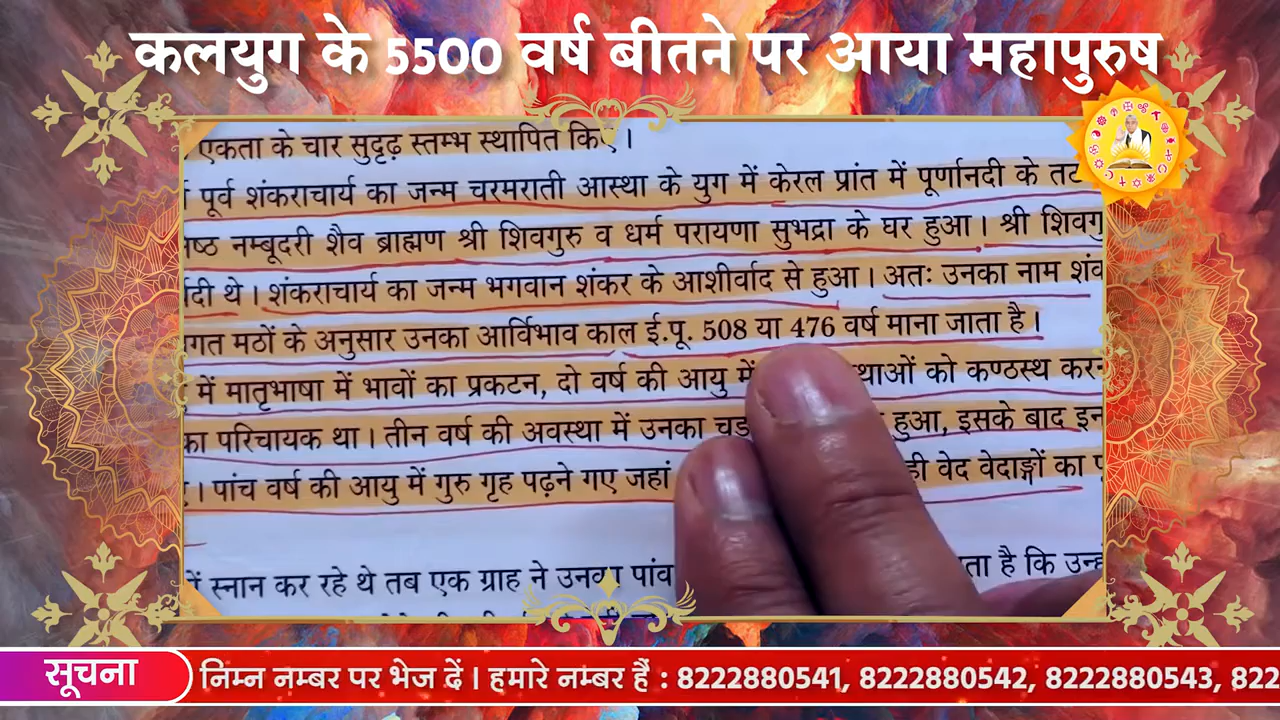 कलयुग के 5500 वर्ष बीतने पर आया महापुरुष
एकता के चार सुदृढ़ स्तम्भ स्थापित किए।
पूर्व शंकराचार्य का जन्म चरमराती आस्था के युग में केरल प्रांत में पूर्णानदी के तट
नम्बूदरी शैव ब्राह्मण श्री शिवगुरु व धर्म परायणा सुभद्रा के घर हुआ। श्री शिवगु
थे। शंकराचार्य का जन्म भगवान शंकर के आशीर्वाद से हुआ। अतः उनका नाम शंक
मठों के अनुसार उनका आर्विभाव काल ई.पू. 508 या 476 वर्ष माना जाता है।
में मातृभाषा में भावों का प्रकटन, दो वर्ष की आयु में थाओं को कण्ठस्थ
का परिचायक था। तीन वर्ष की अवस्था में उनका हुआ, इसके बाद
। पांच वर्ष की आयु में गुरु गृह पढ़ने गए जहां ही वेद वेदाङ्गों का
में स्नान कर रहे थे तब एक ग्राह ने उनका पांव ता है कि
सूचना
निम्न नम्बर पर भेज दें। हमारे नम्बर हैं : 8222880541, 8222880542, 8222880543, 822